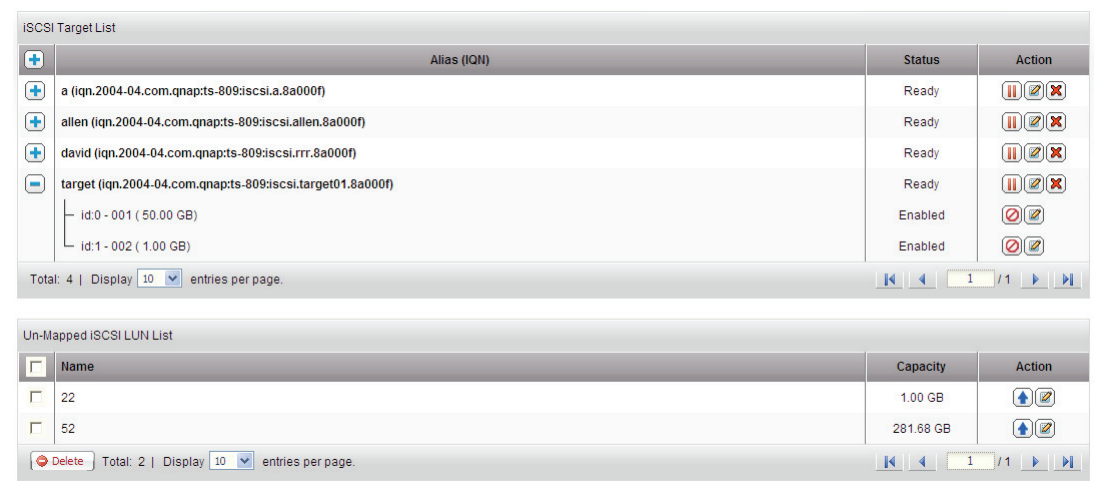 iSCSI Target List
Alias (IQN) Status Action
a (iqn.2004-04.com.qnap:ts-809:iscsi.a.8a000f) Ready
allen (iqn.2004-04.com.qnap:ts-809:iscsi.allen.8a000f) Ready
david (iqn.2004-04.com.qnap:ts-809:iscsi.rrr.8a000f) Ready
target (iqn.2004-04.com.qnap:ts-809:iscsi.target01.8a000f) Ready
id:0 - 001 ( 50.00 GB) Enabled
id:1 - 002 ( 1.00 GB) Enabled
Total: 4 | Display 10 entries per page. 1 / 1
Un-Mapped iSCSI LUN List
Name Capacity Action
22 1.00 GB
52 281.68 GB
Delete Total: 2 | Display 10 entries per page. 1 / 1